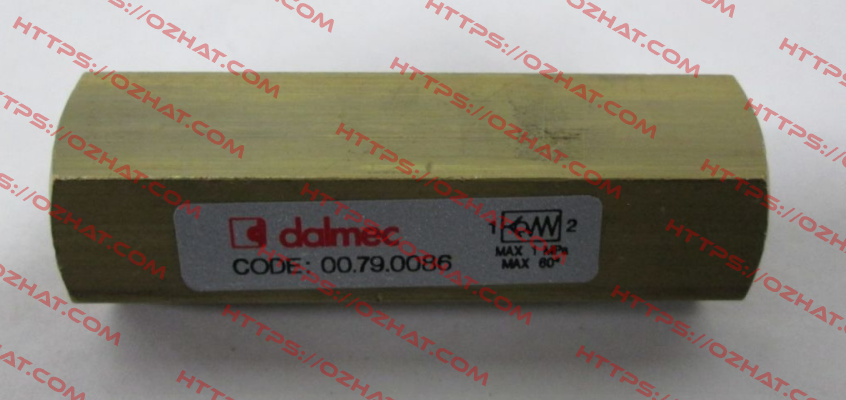 dalmec
CODE: 00.79.0086
1 2
MAX 1 MPa
MAX 60°
HTTPS://OZHAT.COM